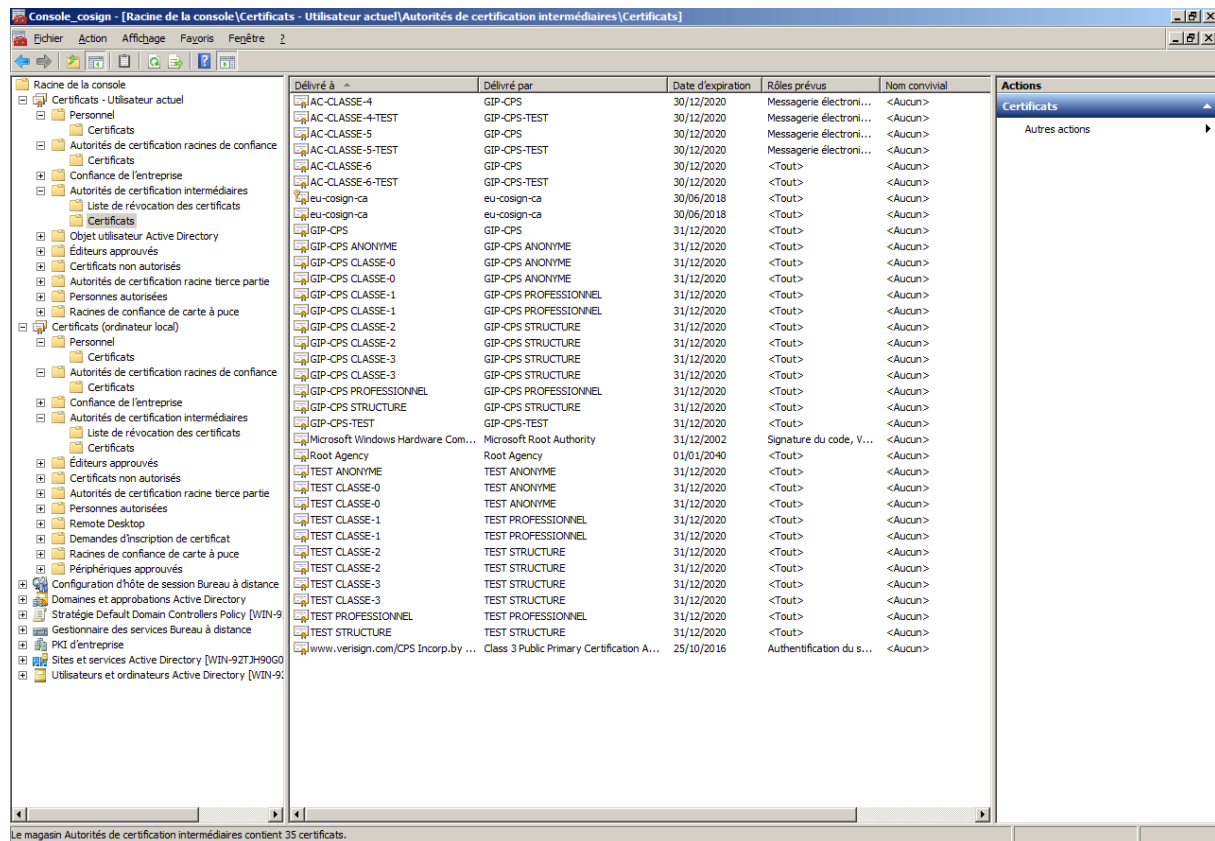 Console_cosign - [Racine de la console\Certificats - Utilisateur actuel\Autorités de certification intermédiaires\Certificats]
Fichier Action Affichage Favoris Fenêtre ?
Racine de la console
Certificats - Utilisateur actuel
Personnel
Certificats
Autorités de certification racines de confiance
Certificats
Confiance de l'entreprise
Autorités de certification intermédiaires
Liste de révocation des certificats
Certificats
Objet utilisateur Active Directory
Éditeurs approuvés
Certificats non autorisés
Autorités de certification racine tierce partie
Personnes autorisées
Racines de confiance de carte à puce
Certificats (ordinateur local)
Personnel
Certificats
Autorités de certification racines de confiance
Certificats
Confiance de l'entreprise
Autorités de certification intermédiaires
Liste de révocation des certificats
Certificats
Éditeurs approuvés
Certificats non autorisés
Autorités de certification racine tierce partie
Personnes autorisées
Remote Desktop
Demandes d'inscription de certificat
Racines de confiance de carte à puce
Périphériques approuvés
Configuration d'hôte de session Bureau à distance
Domaines et approbations Active Directory
Stratégie Default Domain Controllers Policy [WIN-9
Gestionnaire des services Bureau à distance
PKI d'entreprise
Sites et services Active Directory [WIN-92TJH90G0
Utilisateurs et ordinateurs Active Directory [WIN-92
Délivré à Délivré par Date d'expiration Rôles prévus Nom convivial
AC-CLASSE-4 GIP-CPS 30/12/2020 Messagerie électroni... <Aucun>
AC-CLASSE-4-TEST GIP-CPS-TEST 30/12/2020 Messagerie électroni... <Aucun>
AC-CLASSE-5 GIP-CPS 30/12/2020 Messagerie électroni... <Aucun>
AC-CLASSE-5-TEST GIP-CPS-TEST 30/12/2020 Messagerie électroni... <Aucun>
AC-CLASSE-6 GIP-CPS 30/12/2020 <Tout> <Aucun>
AC-CLASSE-6-TEST GIP-CPS-TEST 30/12/2020 <Tout> <Aucun>
eu-cosign-ca eu-cosign-ca 30/06/2018 <Tout> <Aucun>
eu-cosign-ca eu-cosign-ca 30/06/2018 <Tout> <Aucun>
GIP-CPS GIP-CPS 31/12/2020 <Tout> <Aucun>
GIP-CPS ANONYME GIP-CPS ANONYME 31/12/2020 <Tout> <Aucun>
GIP-CPS CLASSE-0 GIP-CPS ANONYME 31/12/2020 <Tout> <Aucun>
GIP-CPS CLASSE-0 GIP-CPS ANONYME 31/12/2020 <Tout> <Aucun>
GIP-CPS CLASSE-1 GIP-CPS PROFESSIONNEL 31/12/2020 <Tout> <Aucun>
GIP-CPS CLASSE-1 GIP-CPS PROFESSIONNEL 31/12/2020 <Tout> <Aucun>
GIP-CPS CLASSE-2 GIP-CPS STRUCTURE 31/12/2020 <Tout> <Aucun>
GIP-CPS CLASSE-2 GIP-CPS STRUCTURE 31/12/2020 <Tout> <Aucun>
GIP-CPS CLASSE-3 GIP-CPS STRUCTURE 31/12/2020 <Tout> <Aucun>
GIP-CPS CLASSE-3 GIP-CPS STRUCTURE 31/12/2020 <Tout> <Aucun>
GIP-CPS PROFESSIONNEL GIP-CPS PROFESSIONNEL 31/12/2020 <Tout> <Aucun>
GIP-CPS STRUCTURE GIP-CPS STRUCTURE 31/12/2020 <Tout> <Aucun>
GIP-CPS-TEST GIP-CPS-TEST 31/12/2020 <Tout> <Aucun>
Microsoft Windows Hardware Com... Microsoft Root Authority 31/12/2002 Signature du code, V... <Aucun>
Root Agency Root Agency 01/01/2040 <Tout> <Aucun>
TEST ANONYME TEST ANONYME 31/12/2020 <Tout> <Aucun>
TEST CLASSE-0 TEST ANONYME 31/12/2020 <Tout> <Aucun>
TEST CLASSE-0 TEST ANONYME 31/12/2020 <Tout> <Aucun>
TEST CLASSE-1 TEST PROFESSIONNEL 31/12/2020 <Tout> <Aucun>
TEST CLASSE-1 TEST PROFESSIONNEL 31/12/2020 <Tout> <Aucun>
TEST CLASSE-2 TEST STRUCTURE 31/12/2020 <Tout> <Aucun>
TEST CLASSE-2 TEST STRUCTURE 31/12/2020 <Tout> <Aucun>
TEST CLASSE-3 TEST STRUCTURE 31/12/2020 <Tout> <Aucun>
TEST CLASSE-3 TEST STRUCTURE 31/12/2020 <Tout> <Aucun>
TEST PROFESSIONNEL TEST PROFESSIONNEL 31/12/2020 <Tout> <Aucun>
TEST STRUCTURE TEST STRUCTURE 31/12/2020 <Tout> <Aucun>
www.verisign.com/CPS Incorp.by ... Class 3 Public Primary Certification A... 25/10/2016 Authentification du s... <Aucun>
Actions
Certificats
Autres actions
Le magasin Autorités de certification intermédiaires contient 35 certificats.